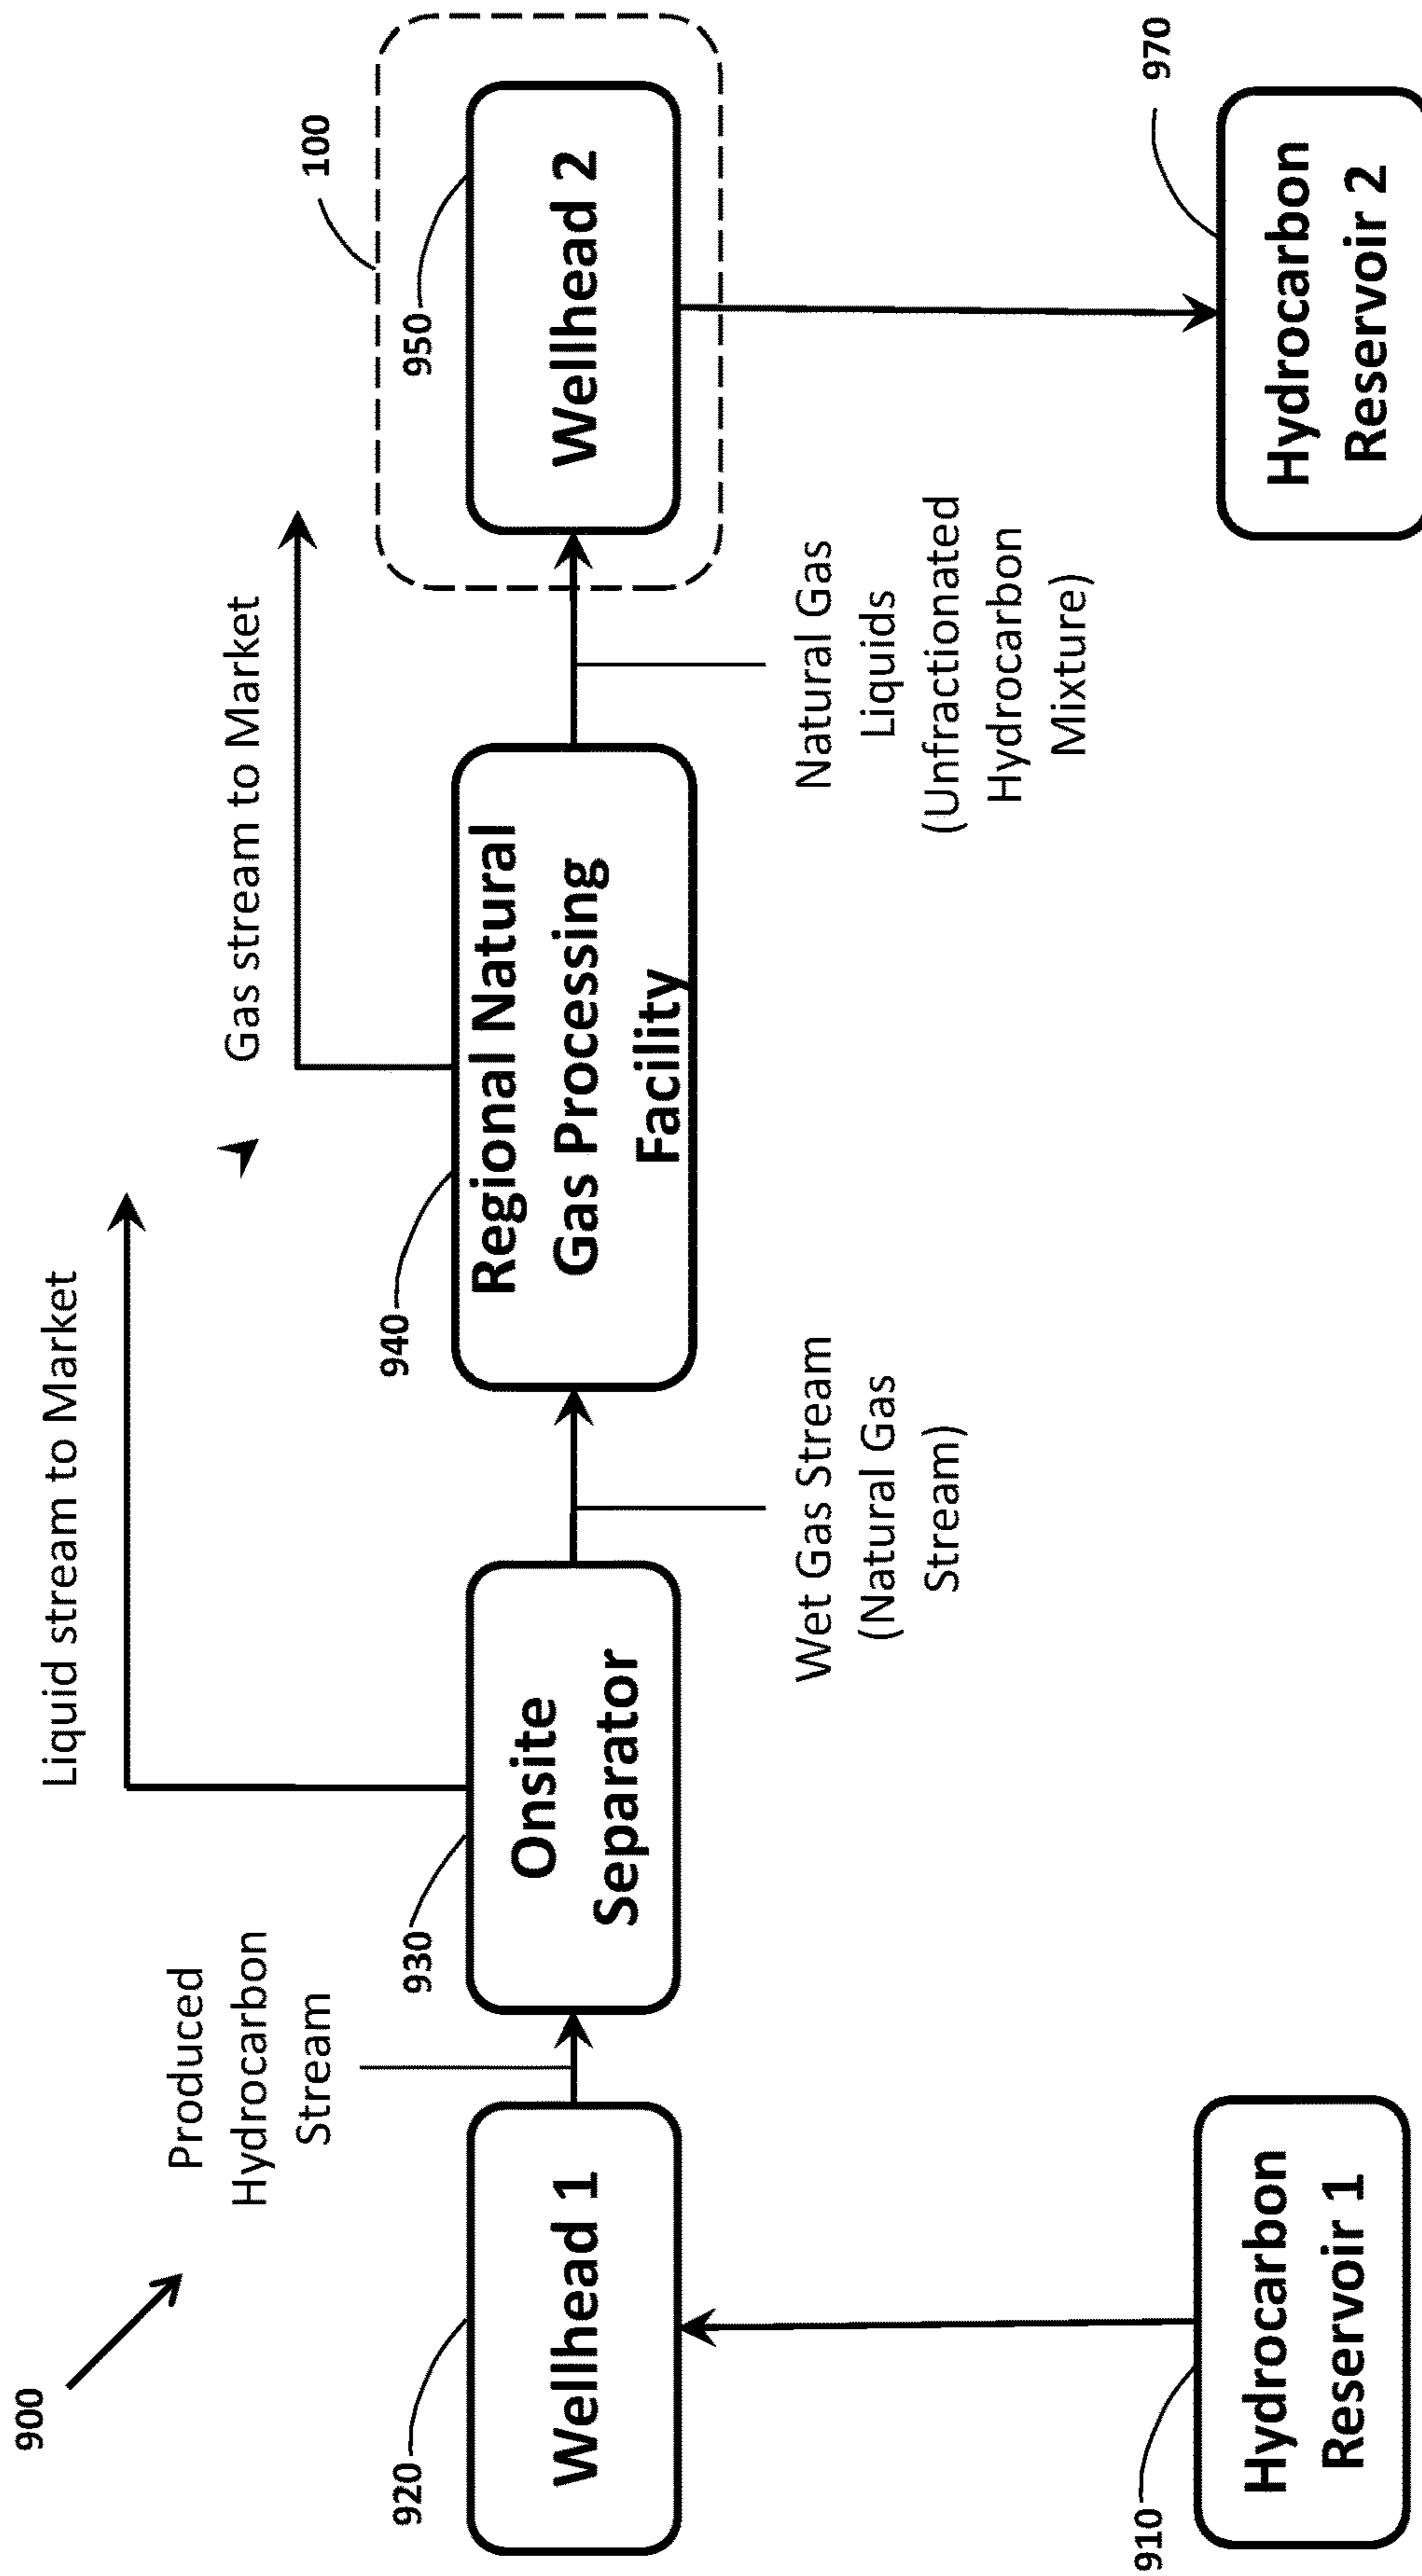 900
Liquid stream to Market
Gas stream to Market
Produced
Hydrocarbon
Stream
100
920
930
940
950
Wellhead 1
Onsite
Separator
Regional Natural
Gas Processing
Facility
Wellhead 2
Wet Gas Stream
(Natural Gas
Stream)
Natural Gas
Liquids
(Unfractionated
Hydrocarbon
Mixture)
910
970
Hydrocarbon
Reservoir 1
Hydrocarbon
Reservoir 2